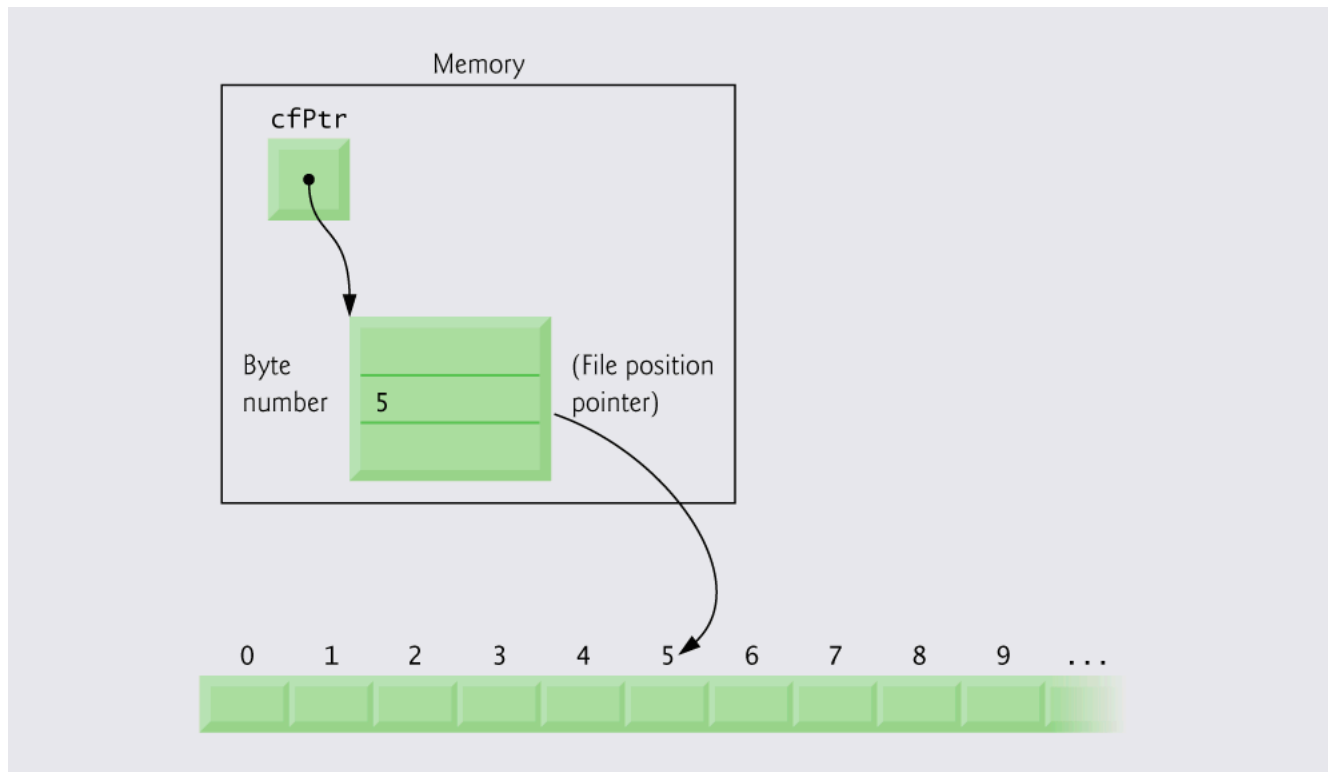 Memory
cfPtr
Byte
number
5
(File position
pointer)
0 1 2 3 4 5 6 7 8 9 ...